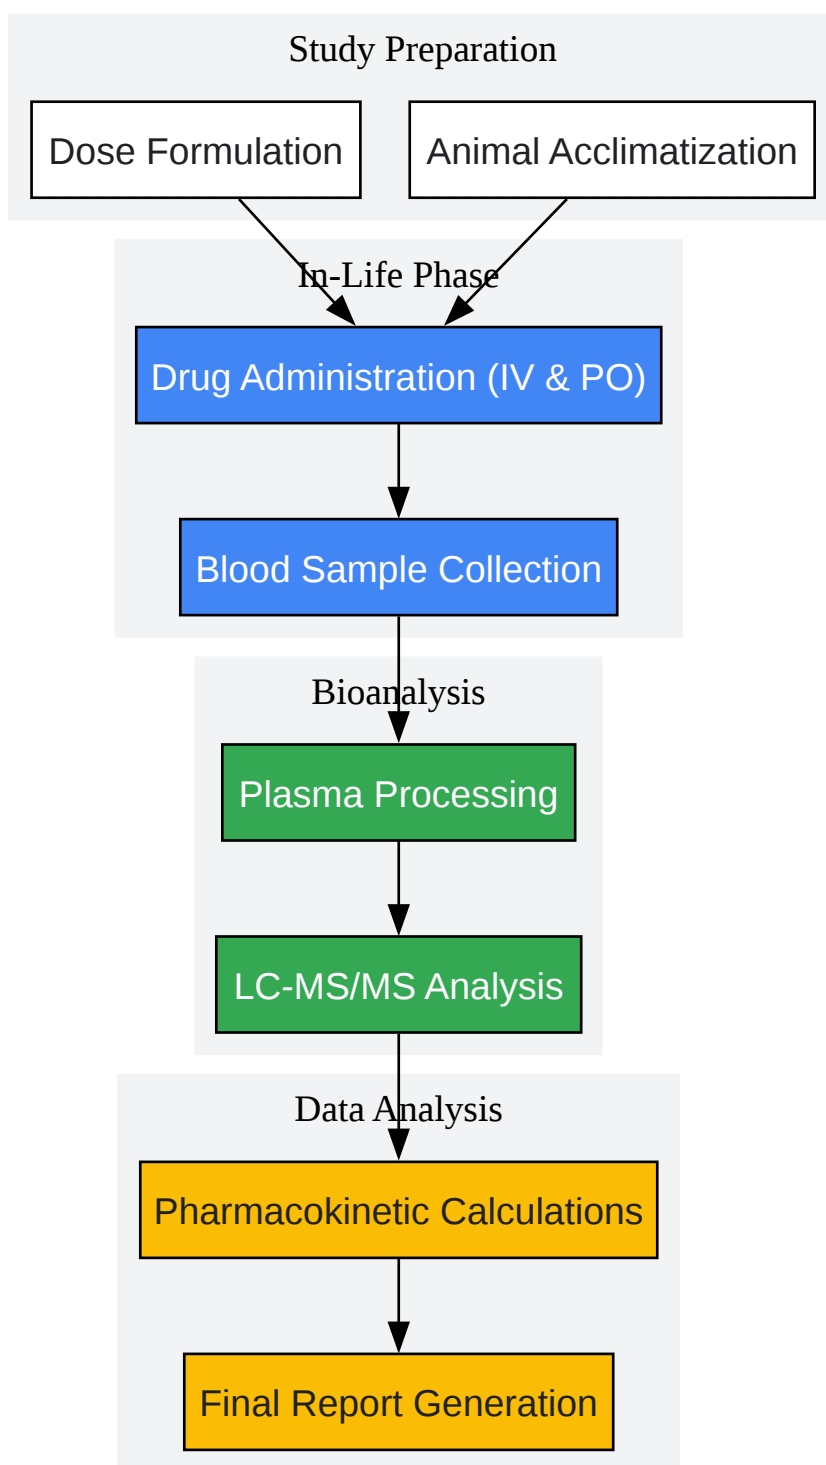 Study Preparation
Dose Formulation
Animal Acclimatization
In-Life Phase
Drug Administration (IV & PO)
Blood Sample Collection
Bioanalysis
Plasma Processing
LC-MS/MS Analysis
Data Analysis
Pharmacokinetic Calculations
Final Report Generation